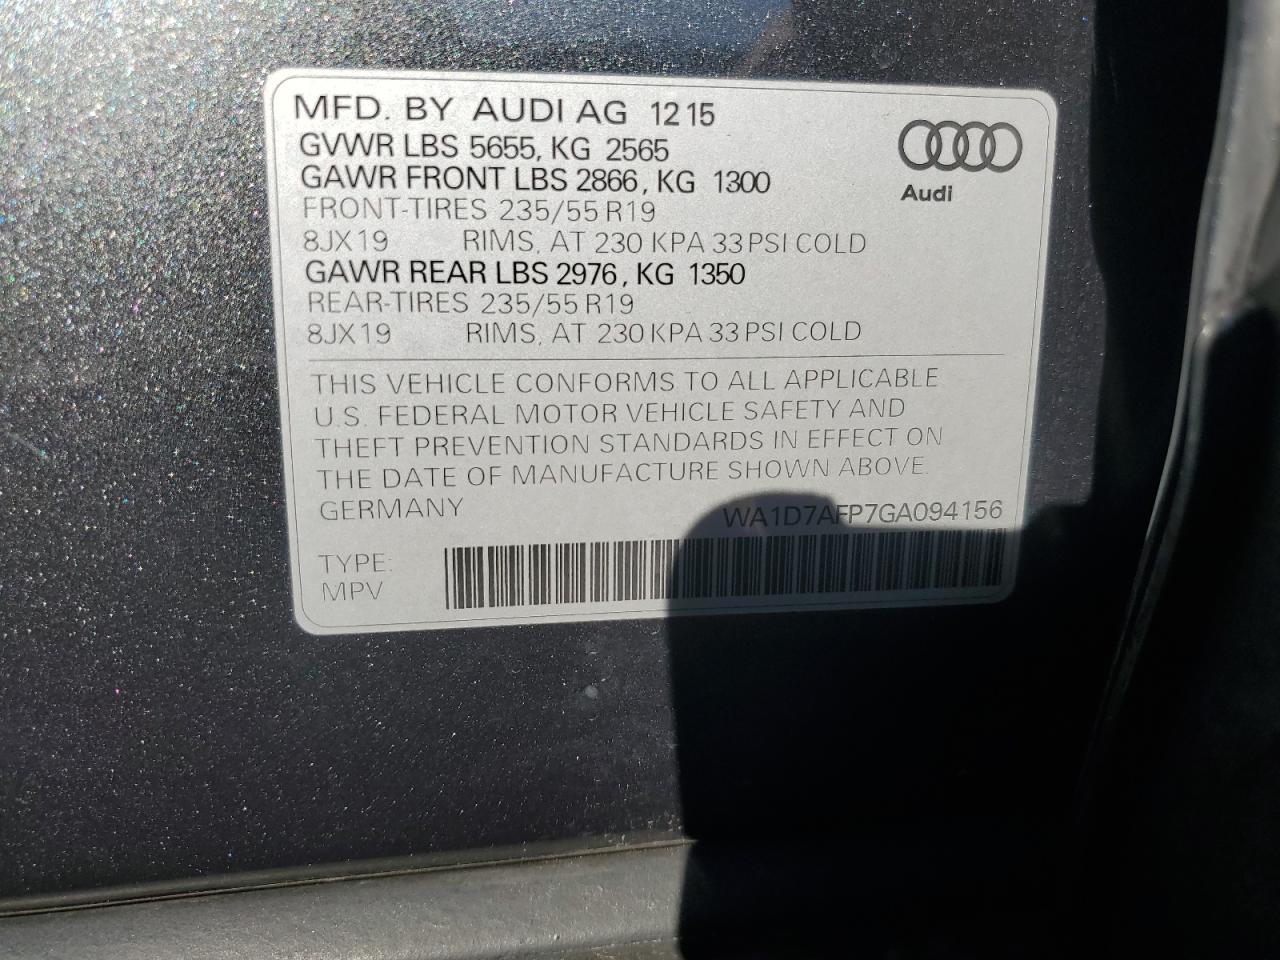 MFD. BY AUDI AG 12 15
GVWR LBS 5655, KG 2565
GAWR FRONT LBS 2866, KG 1300
FRONT-TIRES 235/55 R19
8JX19 RIMS, AT 230 KPA 33 PSI COLD
GAWR REAR LBS 2976, KG 1350
REAR-TIRES 235/55 R19
8JX19 RIMS, AT 230 KPA 33 PSI COLD
Audi
THIS VEHICLE CONFORMS TO ALL APPLICABLE
U.S. FEDERAL MOTOR VEHICLE SAFETY AND
THEFT PREVENTION STANDARDS IN EFFECT ON
THE DATE OF MANUFACTURE SHOWN ABOVE.
GERMANY WA1D7AFP7GA094156
TYPE:
MPV